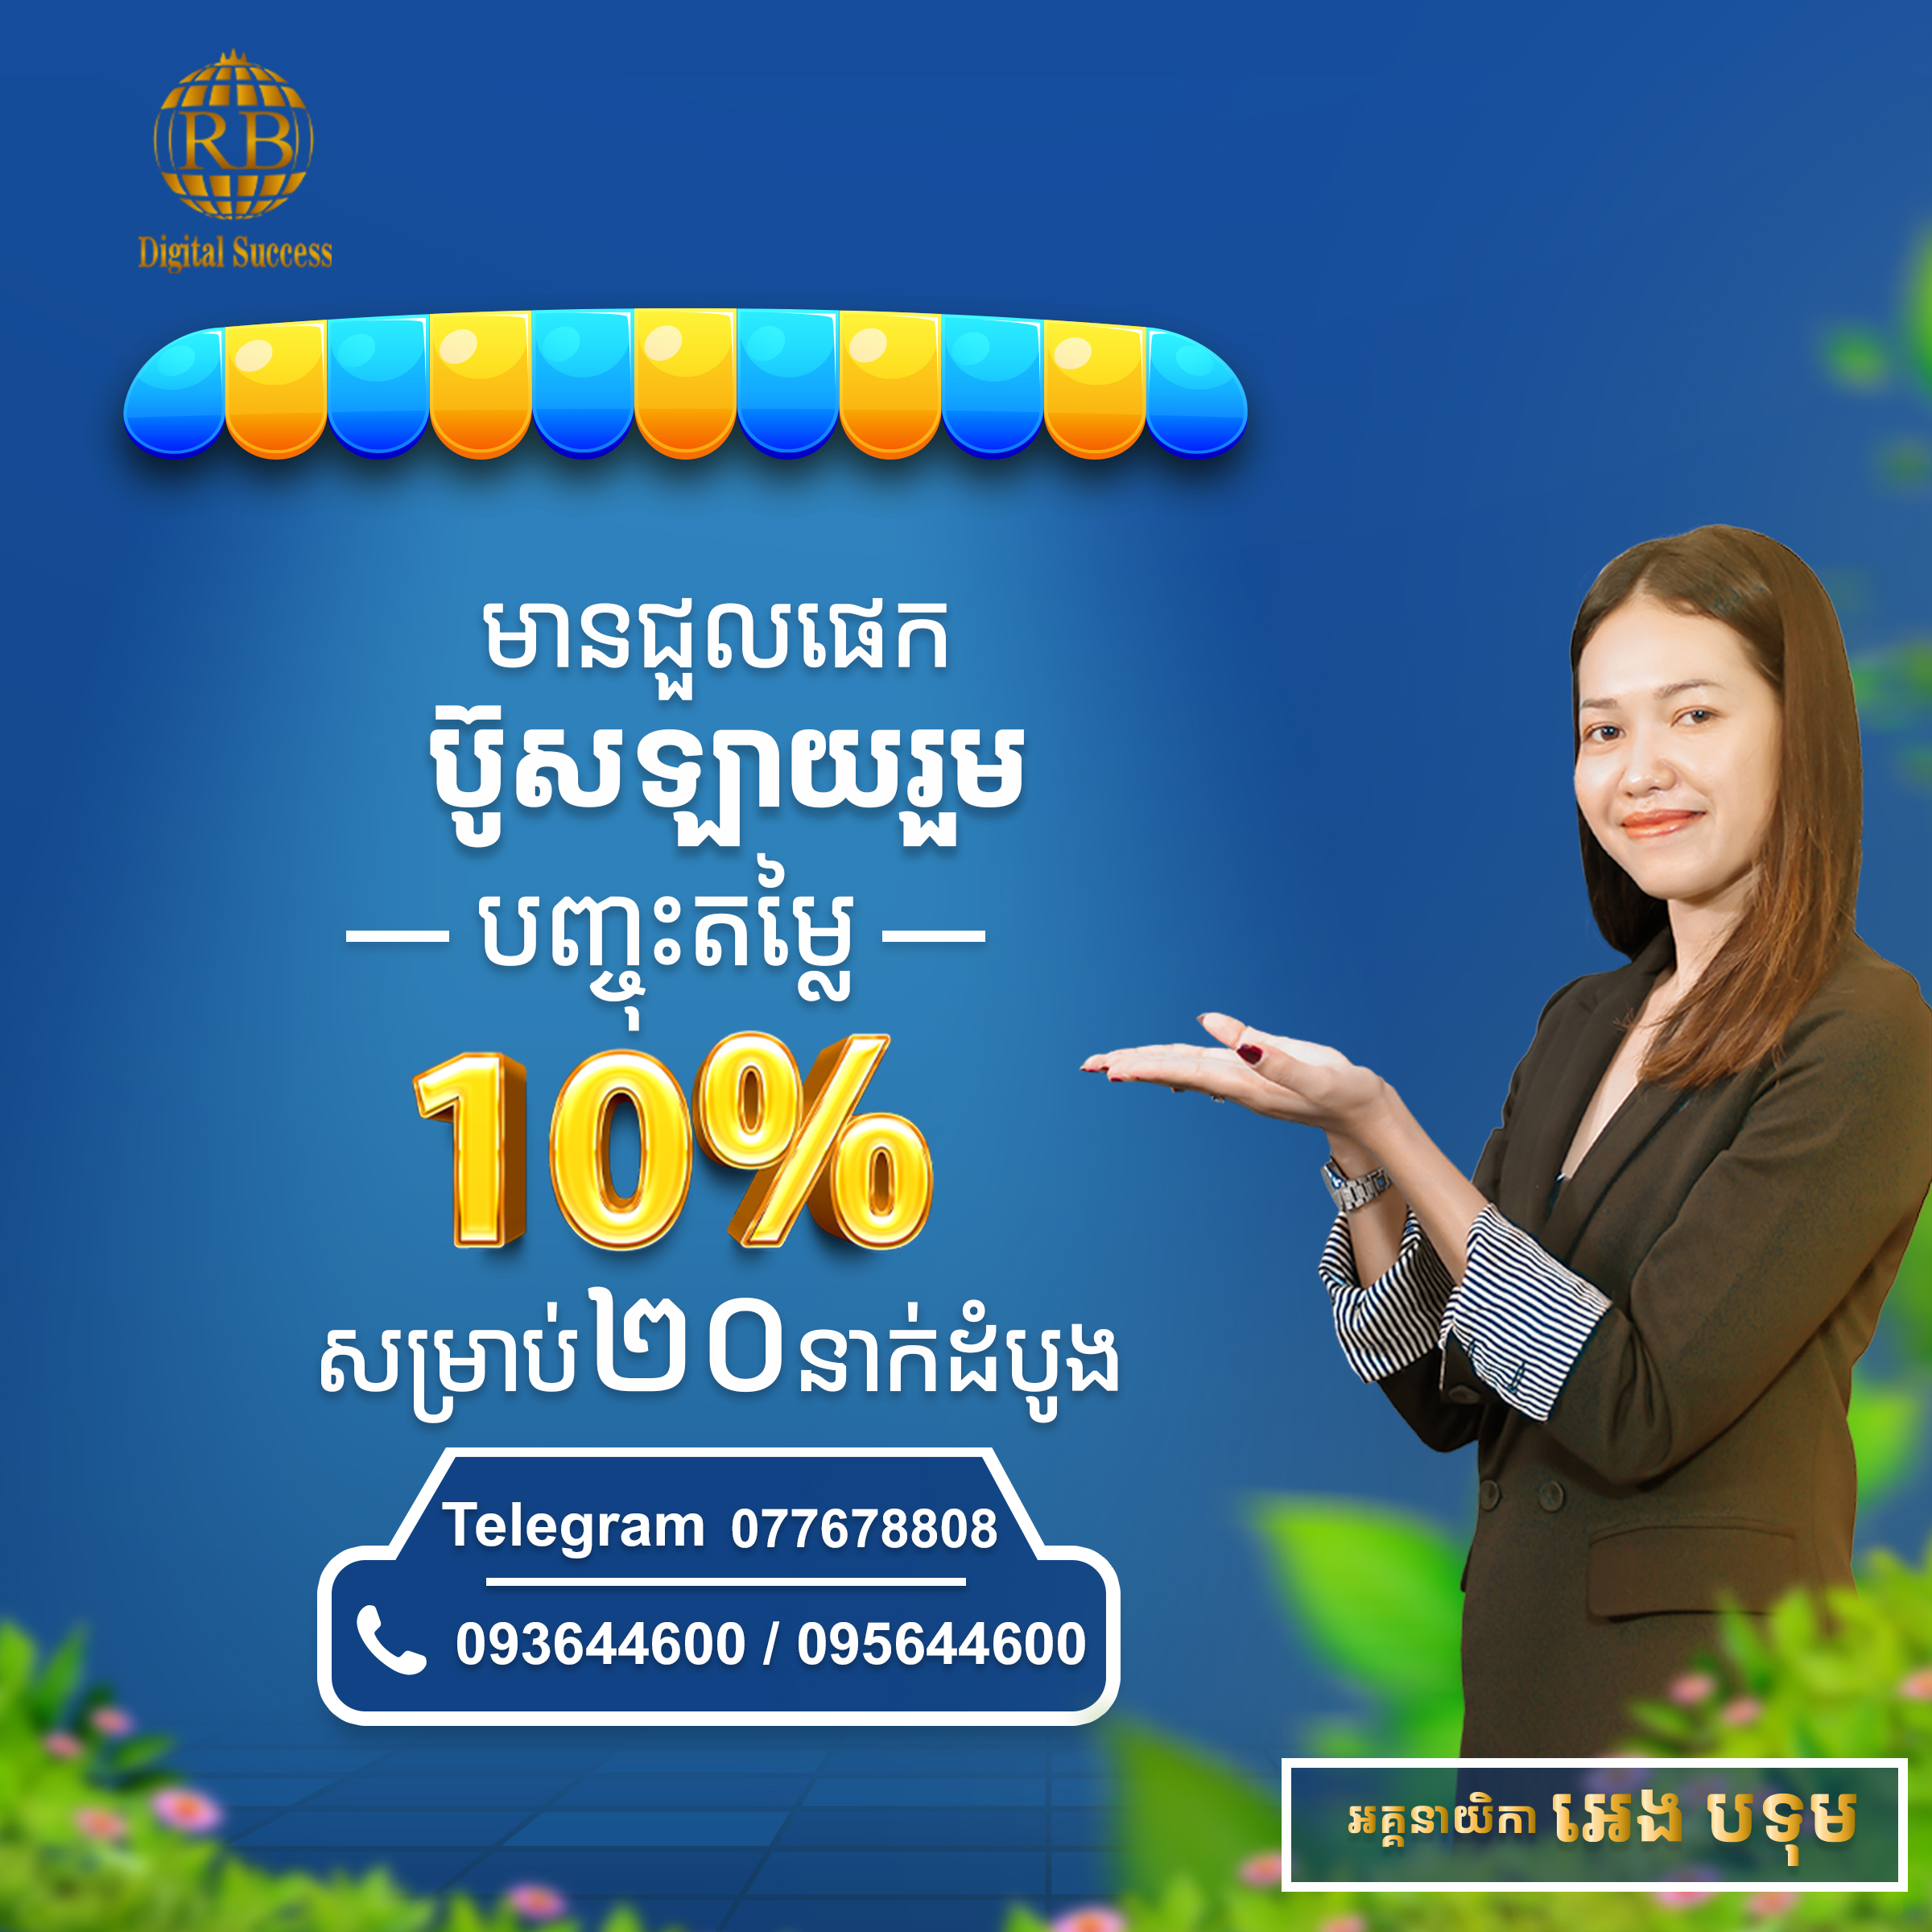 RB
Digital Success
មានជួលផេក
ប៊ូសឡាយរួម
បញ្ចុះតម្លៃ
10%
សម្រាប់២០នាក់ដំបូង
Telegram 077678808
093644600 / 095644600
អគ្គនាយិកា អេង បទុម